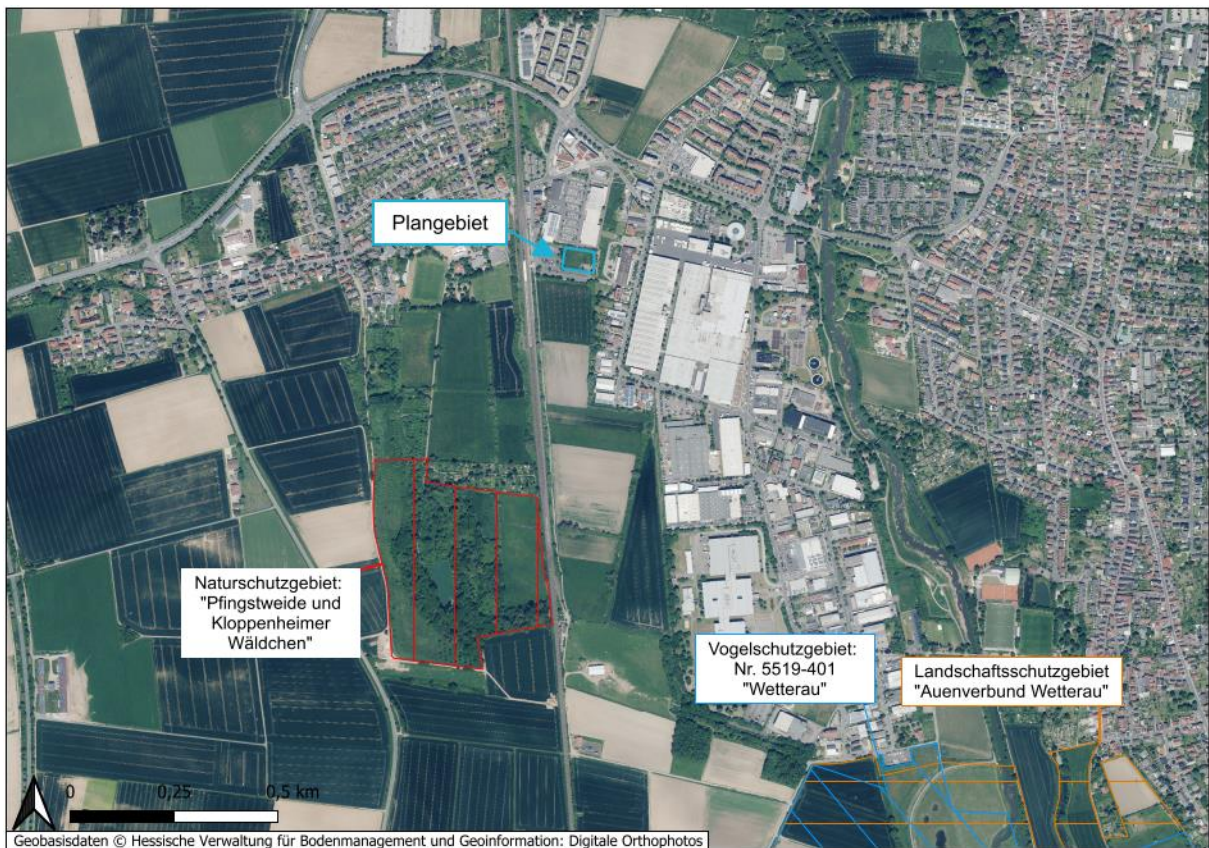 Plangebiet
Naturschutzgebiet:
"Pfingstweide und
Kloppenheimer
Wäldchen"
Vogelschutzgebiet:
Nr. 5519-401
"Wetterau"
Landschaftsschutzgebiet
"Auenverbund Wetterau"
0 0,25 0,5 km
Geobasisdaten © Hessische Verwaltung für Bodenmanagement und Geoinformation: Digitale Orthophotos